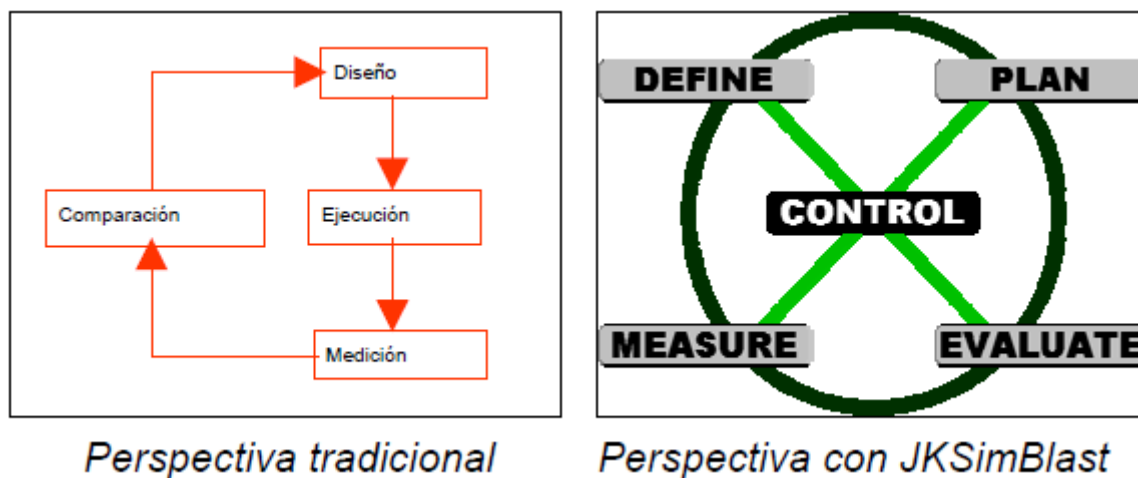 Diseño
Comparación
Ejecución
Medición
DEFINE
PLAN
CONTROL
MEASURE
EVALUATE
Perspectiva tradicional
Perspectiva con JKSimBlast